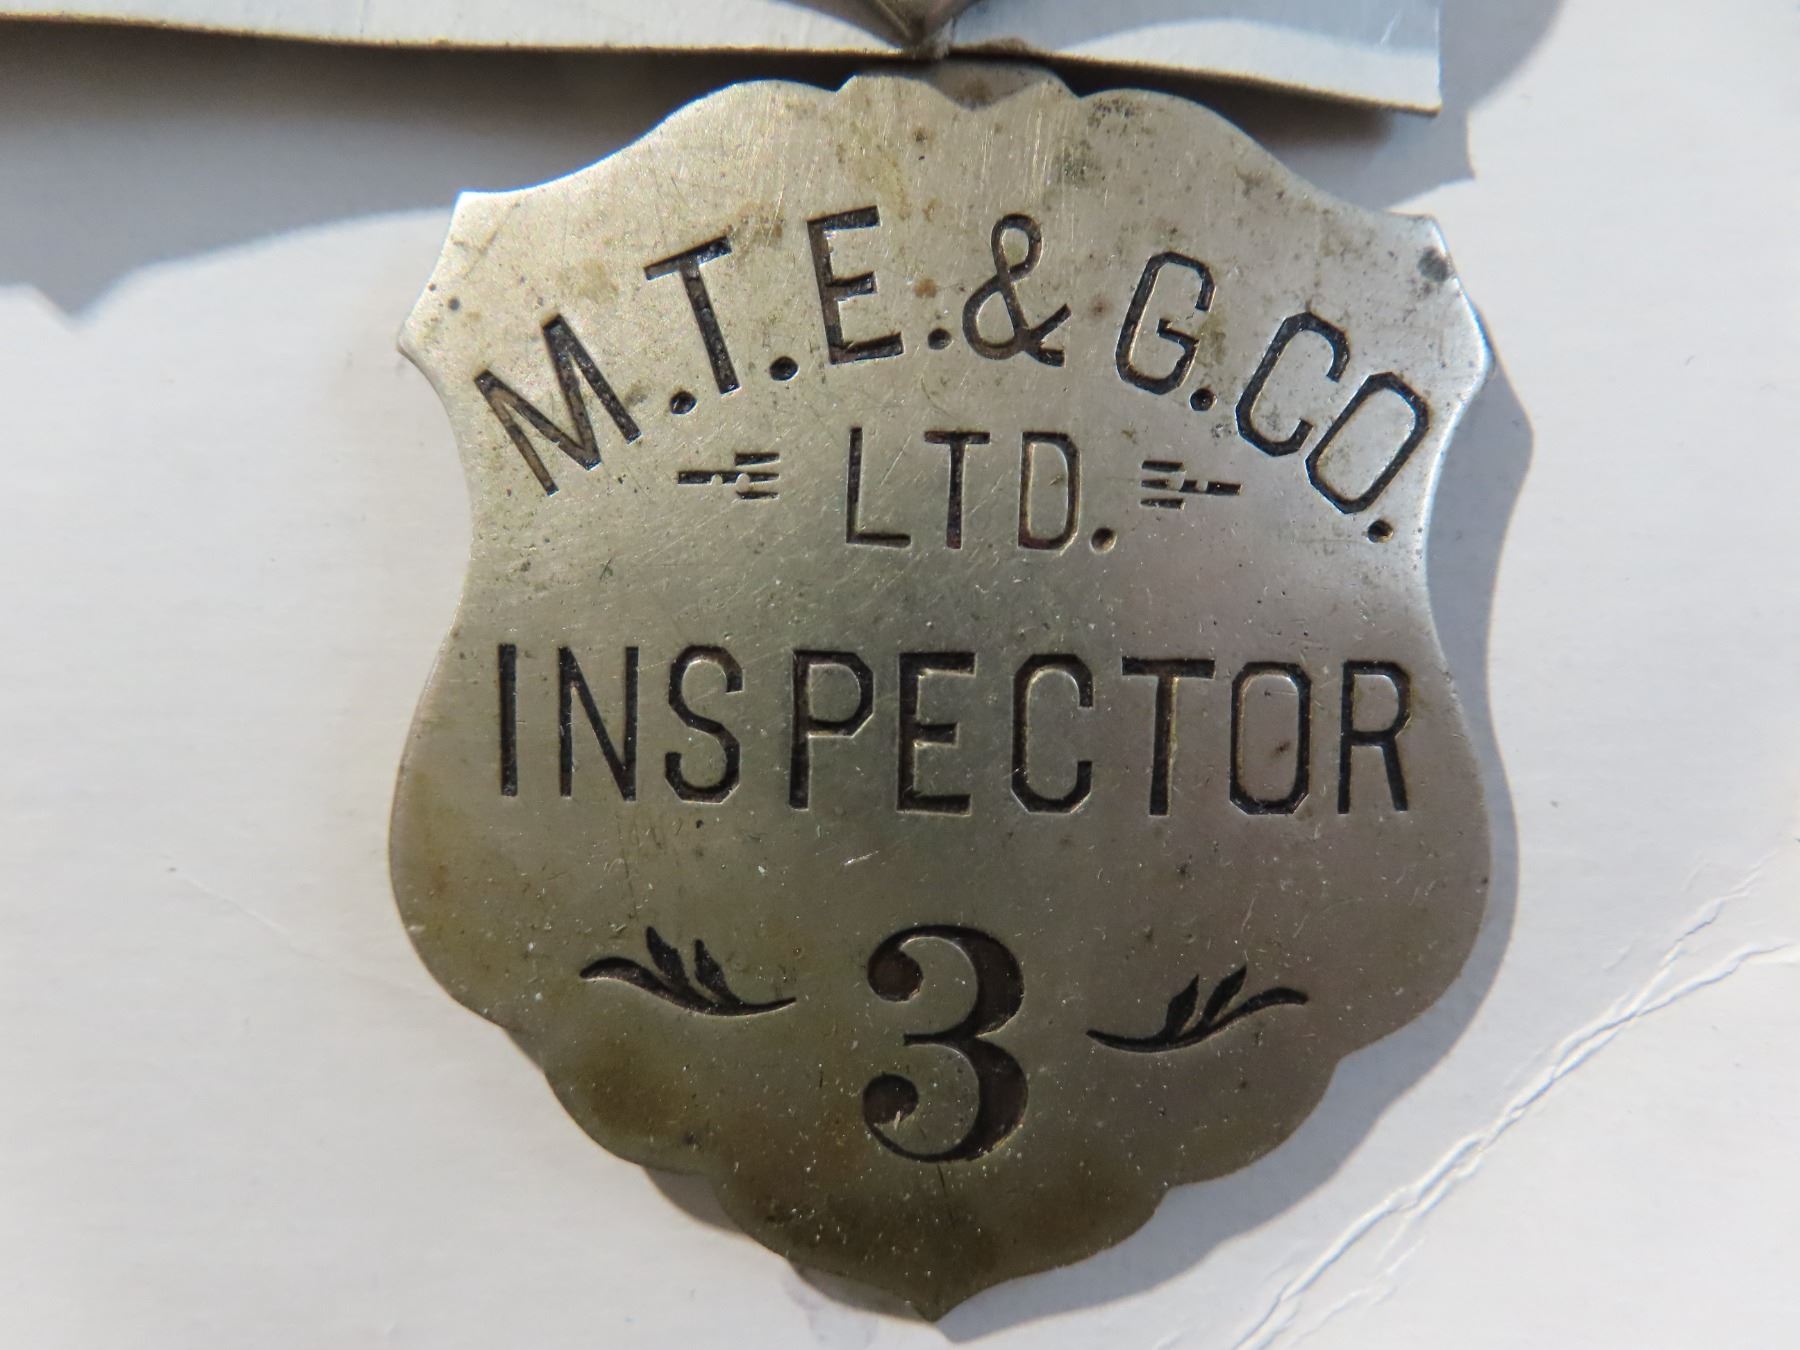 M.T.E.& G.CO.
LTD.
INSPECTOR
3